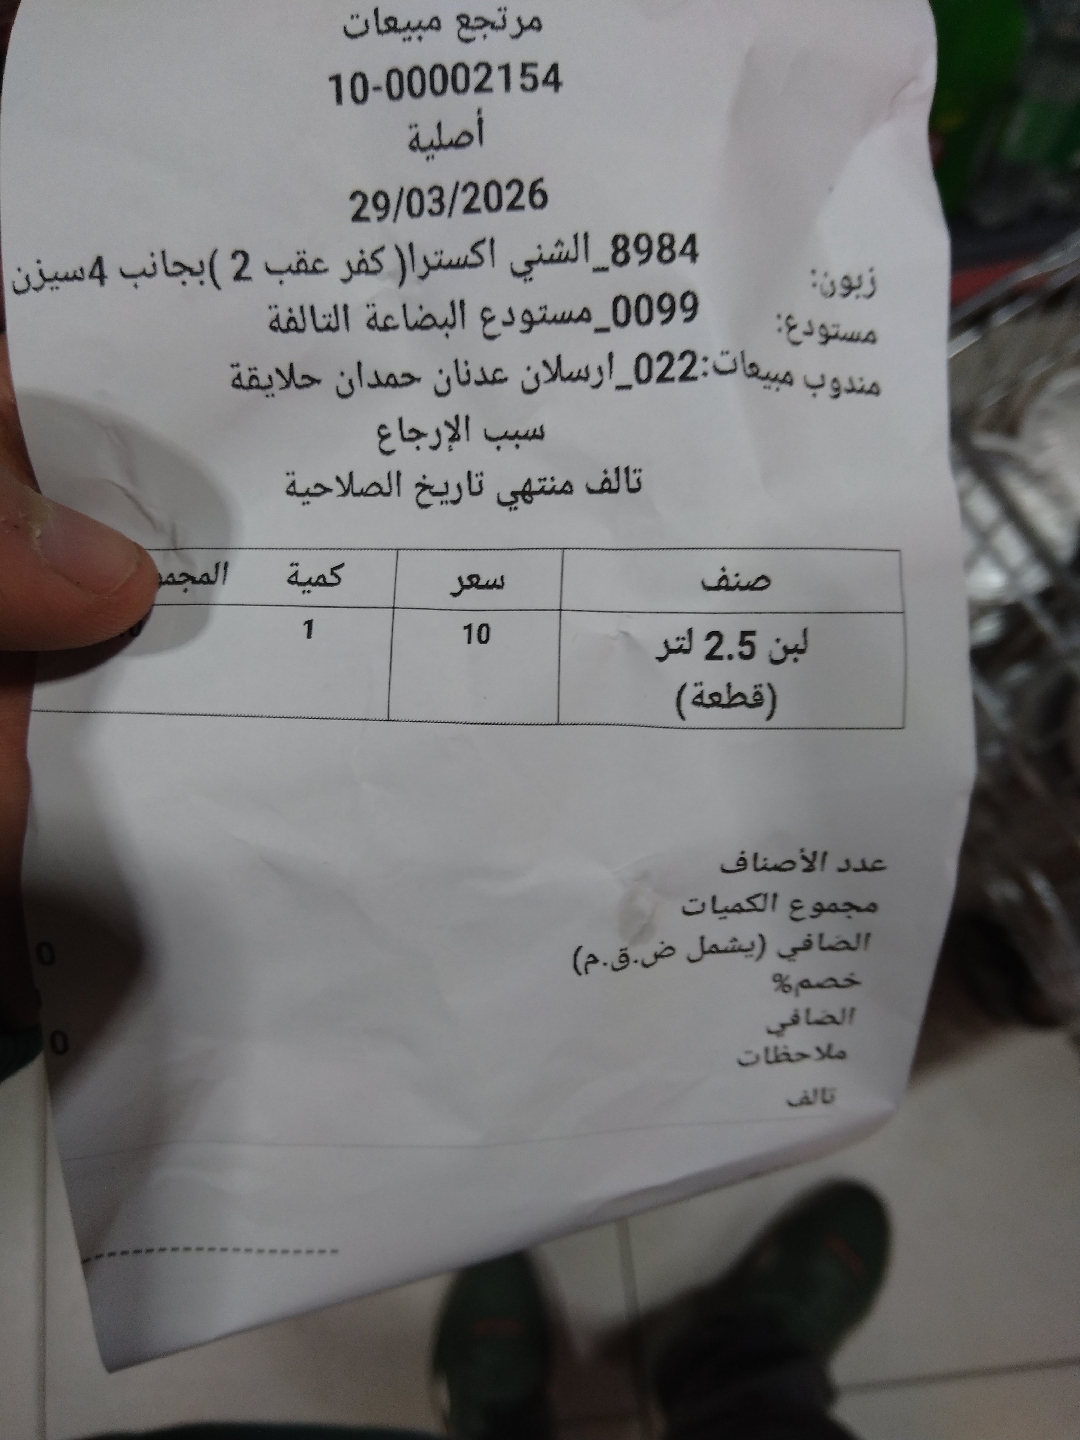 مرتجع مبيعات
10-00002154
أصلية
29/03/2026
زبون: 8984_الشني اكسترا( كفر عقب 2 )بجانب 4سيزن
مستودع: 0099_مستودع البضاعة التالفة
مندوب مبيعات:022_ارسلان عدنان حمدان حلايقة
سبب الإرجاع
تالف منتهي تاريخ الصلاحية
صنف سعر كمية
لبن 2.5 لتر 10 1
(قطعة)
عدد الأصناف
مجموع الكميات
الضافي (يشمل ض.ق.م) 0
خصم%
الضافي 0
ملاحظات
تالف